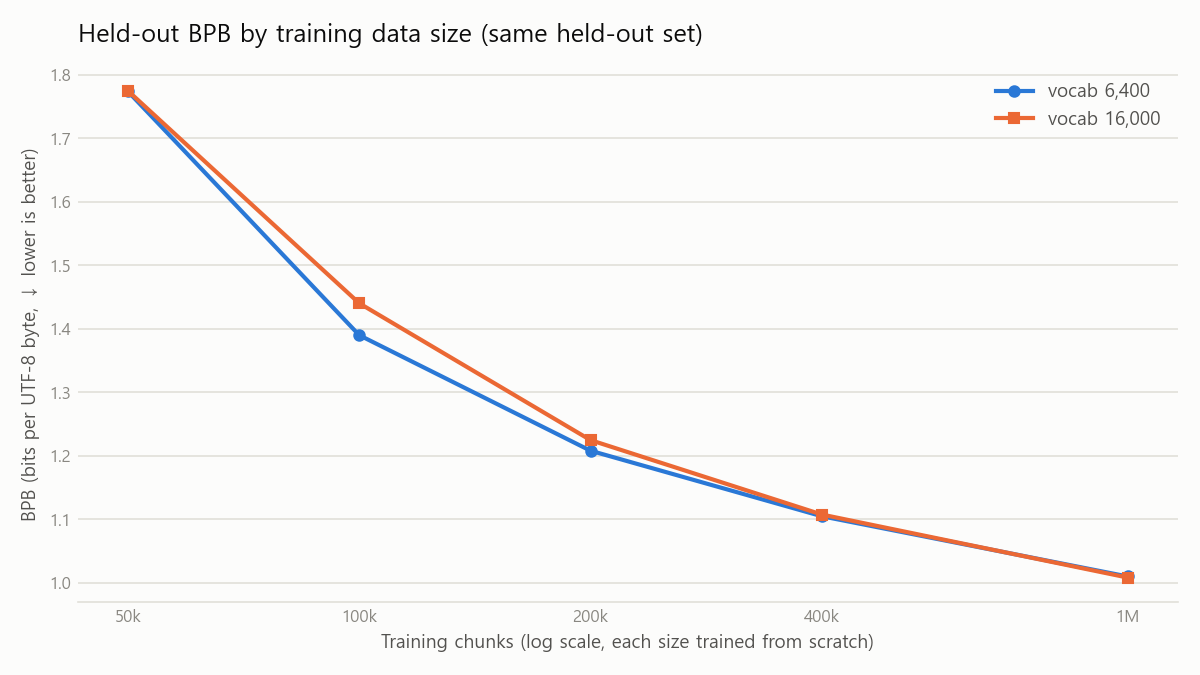 Held-out BPB by training data size (same held-out set)
vocab 6,400
vocab 16,000
BPB (bits per UTF-8 byte, ↓ lower is better)
1.8
1.7
1.6
1.5
1.4
1.3
1.2
1.1
1.0
50k 100k 200k 400k 1M
Training chunks (log scale, each size trained from scratch)